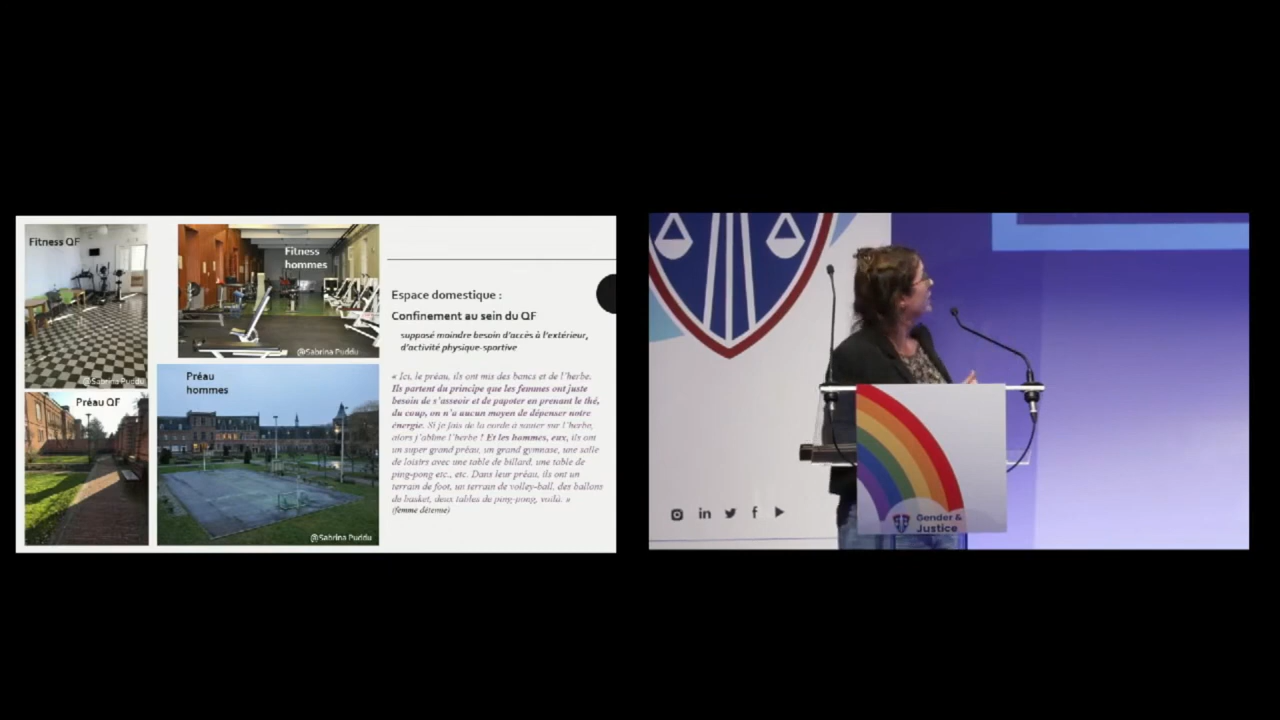 Fitness QF
Fitness
hommes
@Sabrina Puddu
@Sabrina Puddu
Préau
hommes
Préau QF
@Sabrina Puddu
Espace domestique :
Confinement au sein du QF
supposé moindre besoin d'accès à l'extérieur,
d'activité physique-sportive
« Ici, le préau, ils ont mis des bancs et de l'herbe.
Ils partent du principe que les femmes ont juste
besoin de s'asseoir et de papoter en prenant le thé,
du coup, on n'a aucun moyen de dépenser notre
énergie. Si je fais de la corde à sauter sur l'herbe,
alors j'abîme l'herbe ! Et les hommes, eux, ils ont
un super grand préau, un grand gymnase, une salle
de loisirs avec une table de billard, une table de
ping-pong etc., etc. Dans leur préau, ils ont un
terrain de foot, un terrain de volley-ball, des ballons
de basket, deux tables de ping-pong, voilà. »
(femme détenue)
Gender &
Justice